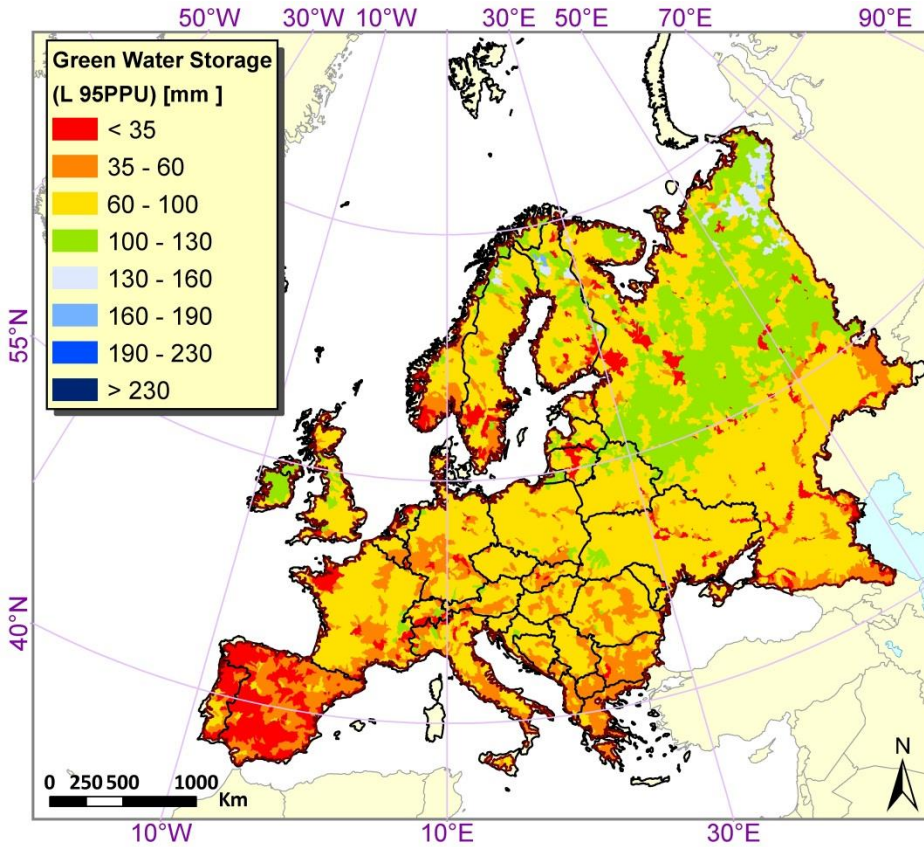 50°W 30°W 10°W 30°E 50°E 70°E 90°E
Green Water Storage
(L 95PPU) [mm ]
< 35
35 - 60
60 - 100
100 - 130
130 - 160
160 - 190
190 - 230
> 230
55°N
40°N
0 250 500 1000
Km
N
10°W 10°E 30°E